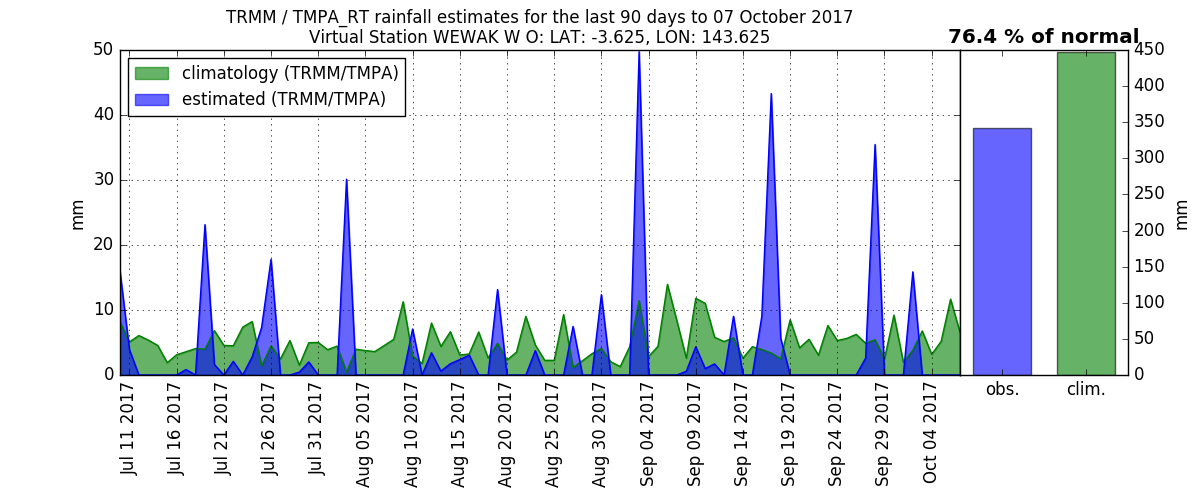 TRMM / TMPA_RT rainfall estimates for the last 90 days to 07 October 2017
Virtual Station WEWAK W O: LAT: -3.625, LON: 143.625
76.4 % of normal
climatology (TRMM/TMPA)
estimated (TRMM/TMPA)
mm
50
40
30
20
10
0
Jul 11 2017
Jul 16 2017
Jul 21 2017
Jul 26 2017
Jul 31 2017
Aug 05 2017
Aug 10 2017
Aug 15 2017
Aug 20 2017
Aug 25 2017
Aug 30 2017
Sep 04 2017
Sep 09 2017
Sep 14 2017
Sep 19 2017
Sep 24 2017
Sep 29 2017
Oct 04 2017
obs.
clim.
450
400
350
300
250
200
150
100
50
0
mm